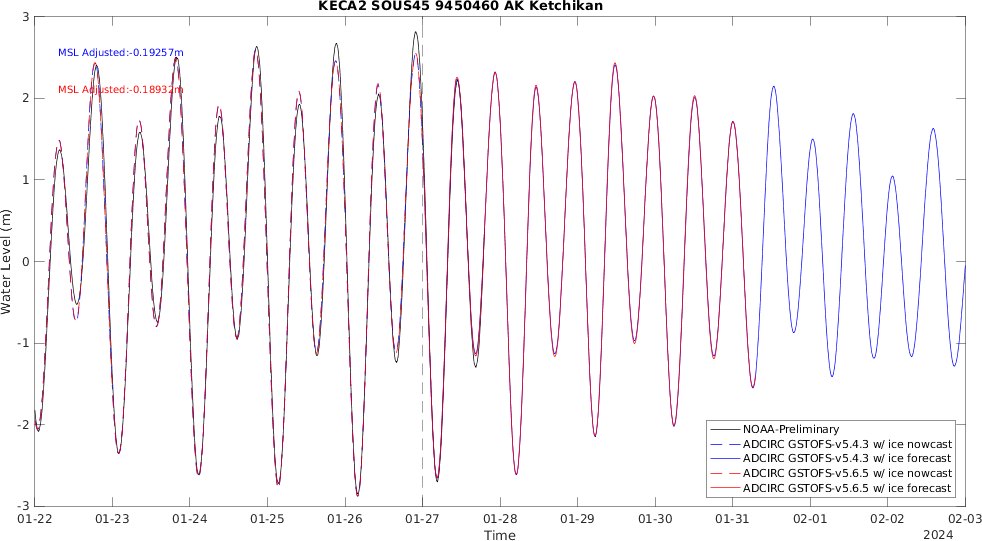 KECA2 SOUS45 9450460 AK Ketchikan
MSL Adjusted:-0.19257m
MSL Adjusted:-0.18932m
3
2
1
0
-1
-2
-3
Water Level (m)
NOAA-Preliminary
ADCIRC GSTOFS-v5.4.3 w/ ice nowcast
ADCIRC GSTOFS-v5.4.3 w/ ice forecast
ADCIRC GSTOFS-v5.6.5 w/ ice nowcast
ADCIRC GSTOFS-v5.6.5 w/ ice forecast
01-22 01-23 01-24 01-25 01-26 01-27 01-28 01-29 01-30 01-31 02-01 02-02 02-03
Time
2024